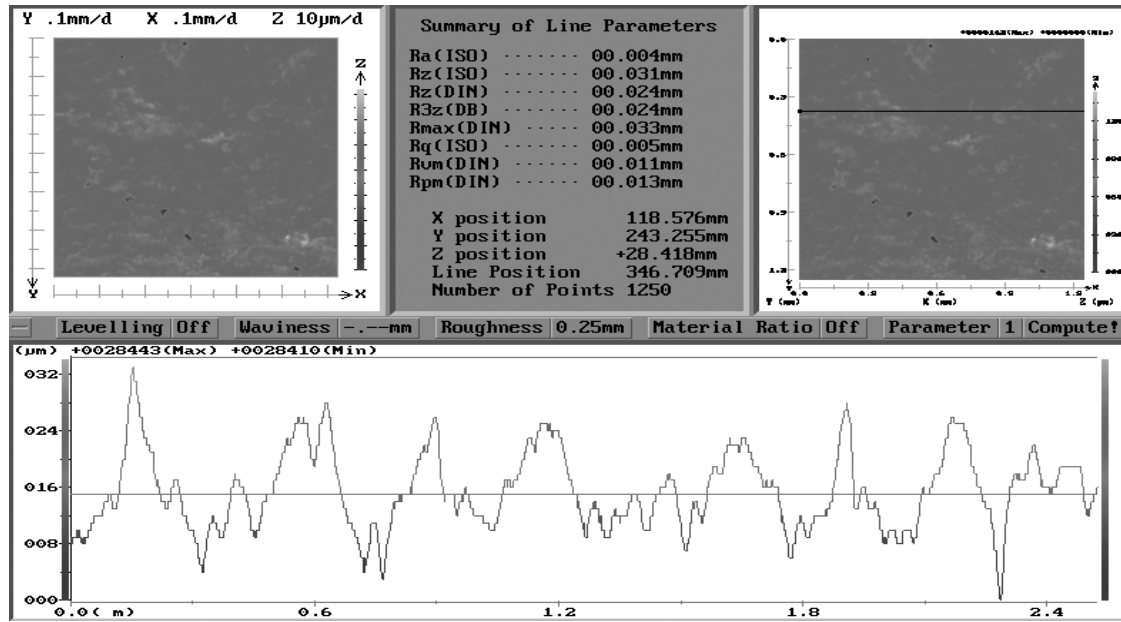 Y .1mm/d X .1mm/d Z 10µm/d
Z
Y
X
Summary of Line Parameters
Ra(ISO) ······· 00.004mm
Rz(ISO) ······· 00.031mm
Rz(DIN) ······· 00.024mm
R3z(DB) ······· 00.024mm
Rmax(DIN) ····· 00.033mm
Rq(ISO) ······· 00.005mm
Rvm(DIN) ······ 00.011mm
Rpm(DIN) ······ 00.013mm
X position 118.576mm
Y position 243.255mm
Z position +28.418mm
Line Position 346.709mm
Number of Points 1250
Y (mm) X (mm) Z (µm)
Levelling Off Waviness -.--mm Roughness 0.25mm Material Ratio Off Parameter 1 Compute!
(µm) +0028443(Max) +0028410(Min)
032
024
016
008
000
0.0( m) 0.6 1.2 1.8 2.4